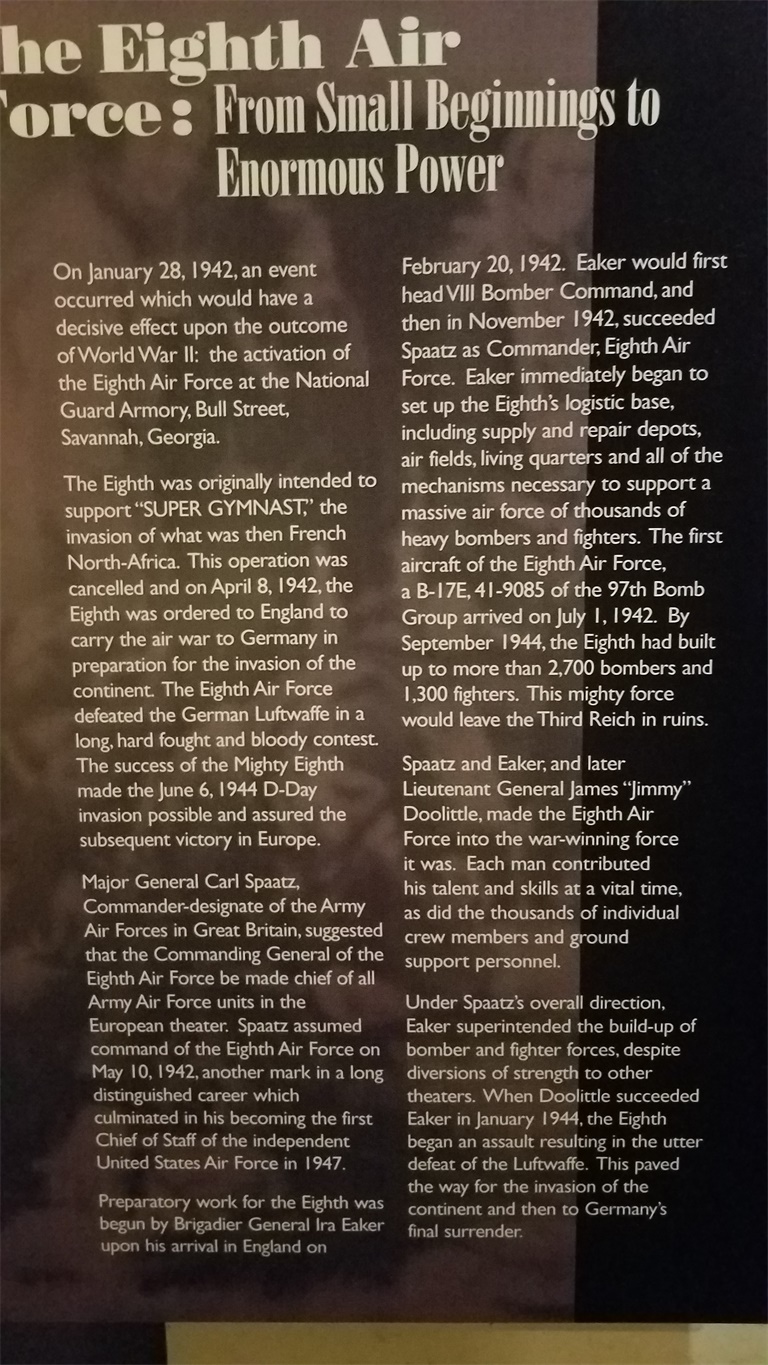 he Eighth Air
orce: From Small Beginnings to
Enormous Power
On January 28, 1942, an event
occurred which would have a
decisive effect upon the outcome
of World War II: the activation of
the Eighth Air Force at the National
Guard Armory, Bull Street,
Savannah, Georgia.
The Eighth was originally intended to
support “SUPER GYMNAST,” the
invasion of what was then French
North-Africa. This operation was
cancelled and on April 8, 1942, the
Eighth was ordered to England to
carry the air war to Germany in
preparation for the invasion of the
continent. The Eighth Air Force
defeated the German Luftwaffe in a
long, hard fought and bloody contest.
The success of the Mighty Eighth
made the June 6, 1944 D-Day
invasion possible and assured the
subsequent victory in Europe.
Major General Carl Spaatz,
Commander-designate of the Army
Air Forces in Great Britain, suggested
that the Commanding General of the
Eighth Air Force be made chief of all
Army Air Force units in the
European theater. Spaatz assumed
command of the Eighth Air Force on
May 10, 1942, another mark in a long
distinguished career which
culminated in his becoming the first
Chief of Staff of the independent
United States Air Force in 1947.
Preparatory work for the Eighth was
begun by Brigadier General Ira Eaker
upon his arrival in England on
February 20, 1942. Eaker would first
head VIII Bomber Command, and
then in November 1942, succeeded
Spaatz as Commander, Eighth Air
Force. Eaker immediately began to
set up the Eighth's logistic base,
including supply and repair depots,
air fields, living quarters and all of the
mechanisms necessary to support a
massive air force of thousands of
heavy bombers and fighters. The first
aircraft of the Eighth Air Force,
a B-17E, 41-9085 of the 97th Bomb
Group arrived on July 1, 1942. By
September 1944, the Eighth had built
up to more than 2,700 bombers and
1,300 fighters. This mighty force
would leave the Third Reich in ruins.
Spaatz and Eaker, and later
Lieutenant General James “Jimmy”
Doolittle, made the Eighth Air
Force into the war-winning force
it was. Each man contributed
his talent and skills at a vital time,
as did the thousands of individual
crew members and ground
support personnel.
Under Spaatz's overall direction,
Eaker superintended the build-up of
bomber and fighter forces, despite
diversions of strength to other
theaters. When Doolittle succeeded
Eaker in January 1944, the Eighth
began an assault resulting in the utter
defeat of the Luftwaffe. This paved
the way for the invasion of the
continent and then to Germany's
final surrender.